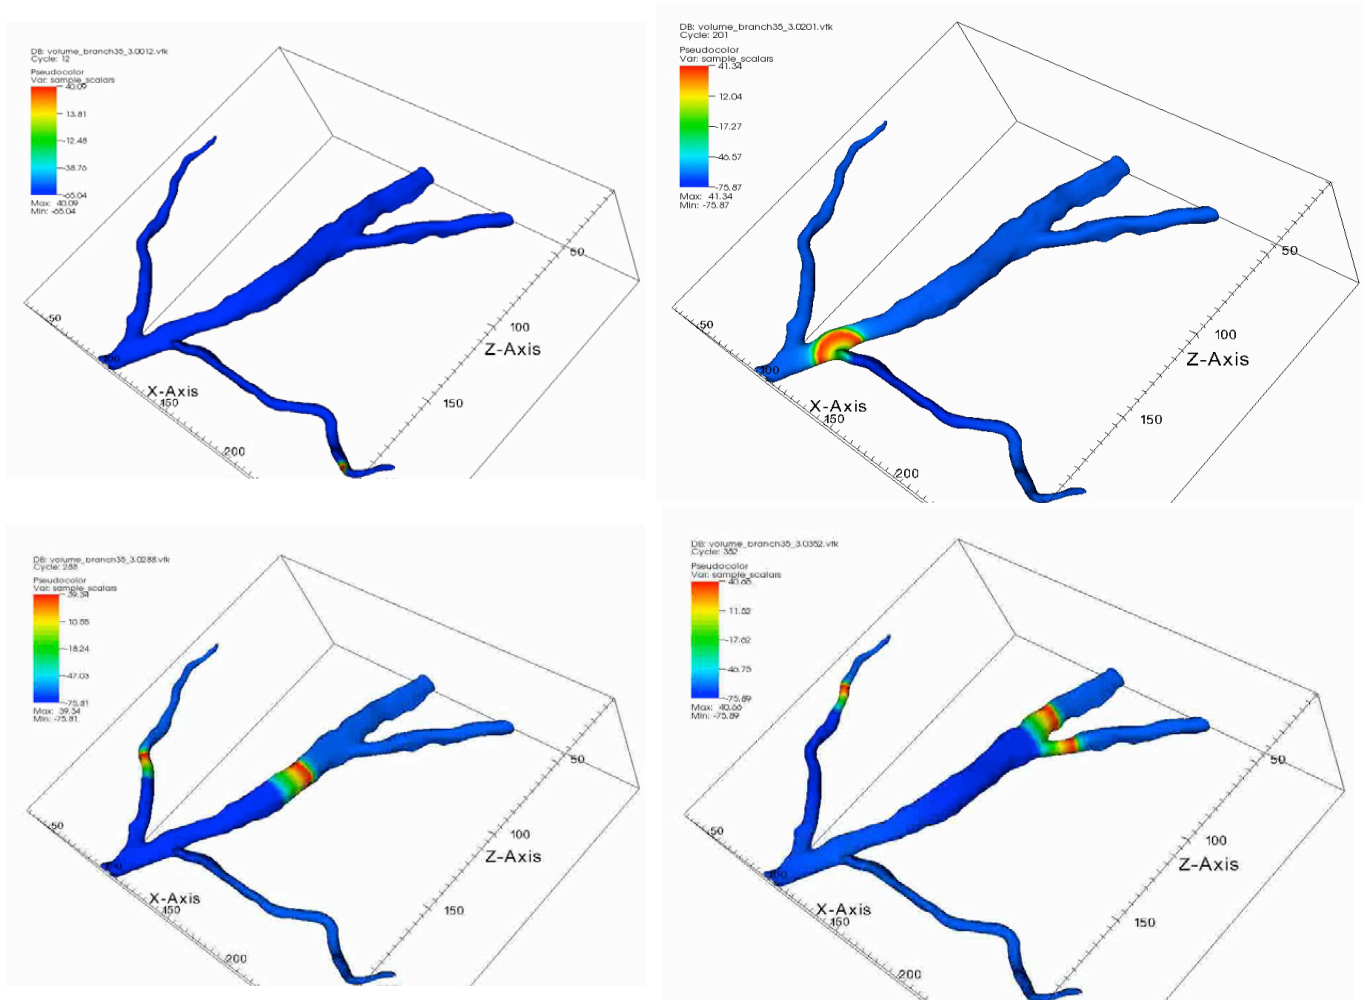 DB: volume_branch35_3.0012.vtk
Cycle: 12
Pseudocolor
Var: sample_scalars
40.09
13.81
-12.48
-38.76
-65.04
Max: 40.09
Min: -65.04
50
100
X-Axis
150
200
50
100
Z-Axis
150
DB: volume_branch35_3.0201.vtk
Cycle: 201
Pseudocolor
Var: sample_scalars
41.34
12.04
-17.27
-46.57
-75.87
Max: 41.34
Min: -75.87
50
100
X-Axis
150
200
50
100
Z-Axis
150
DB: volume_branch35_3.0288.vtk
Cycle: 288
Pseudocolor
Var: sample_scalars
39.34
10.55
-18.24
-47.03
-75.81
Max: 39.34
Min: -75.81
50
X-Axis
150
200
50
100
Z-Axis
150
DB: volume_branch35_3.0352.vtk
Cycle: 352
Pseudocolor
Var: sample_scalars
11.52
-17.62
-46.75
-75.89
Min: -75.89
50
100
X-Axis
150
200
50
100
Z-Axis
150